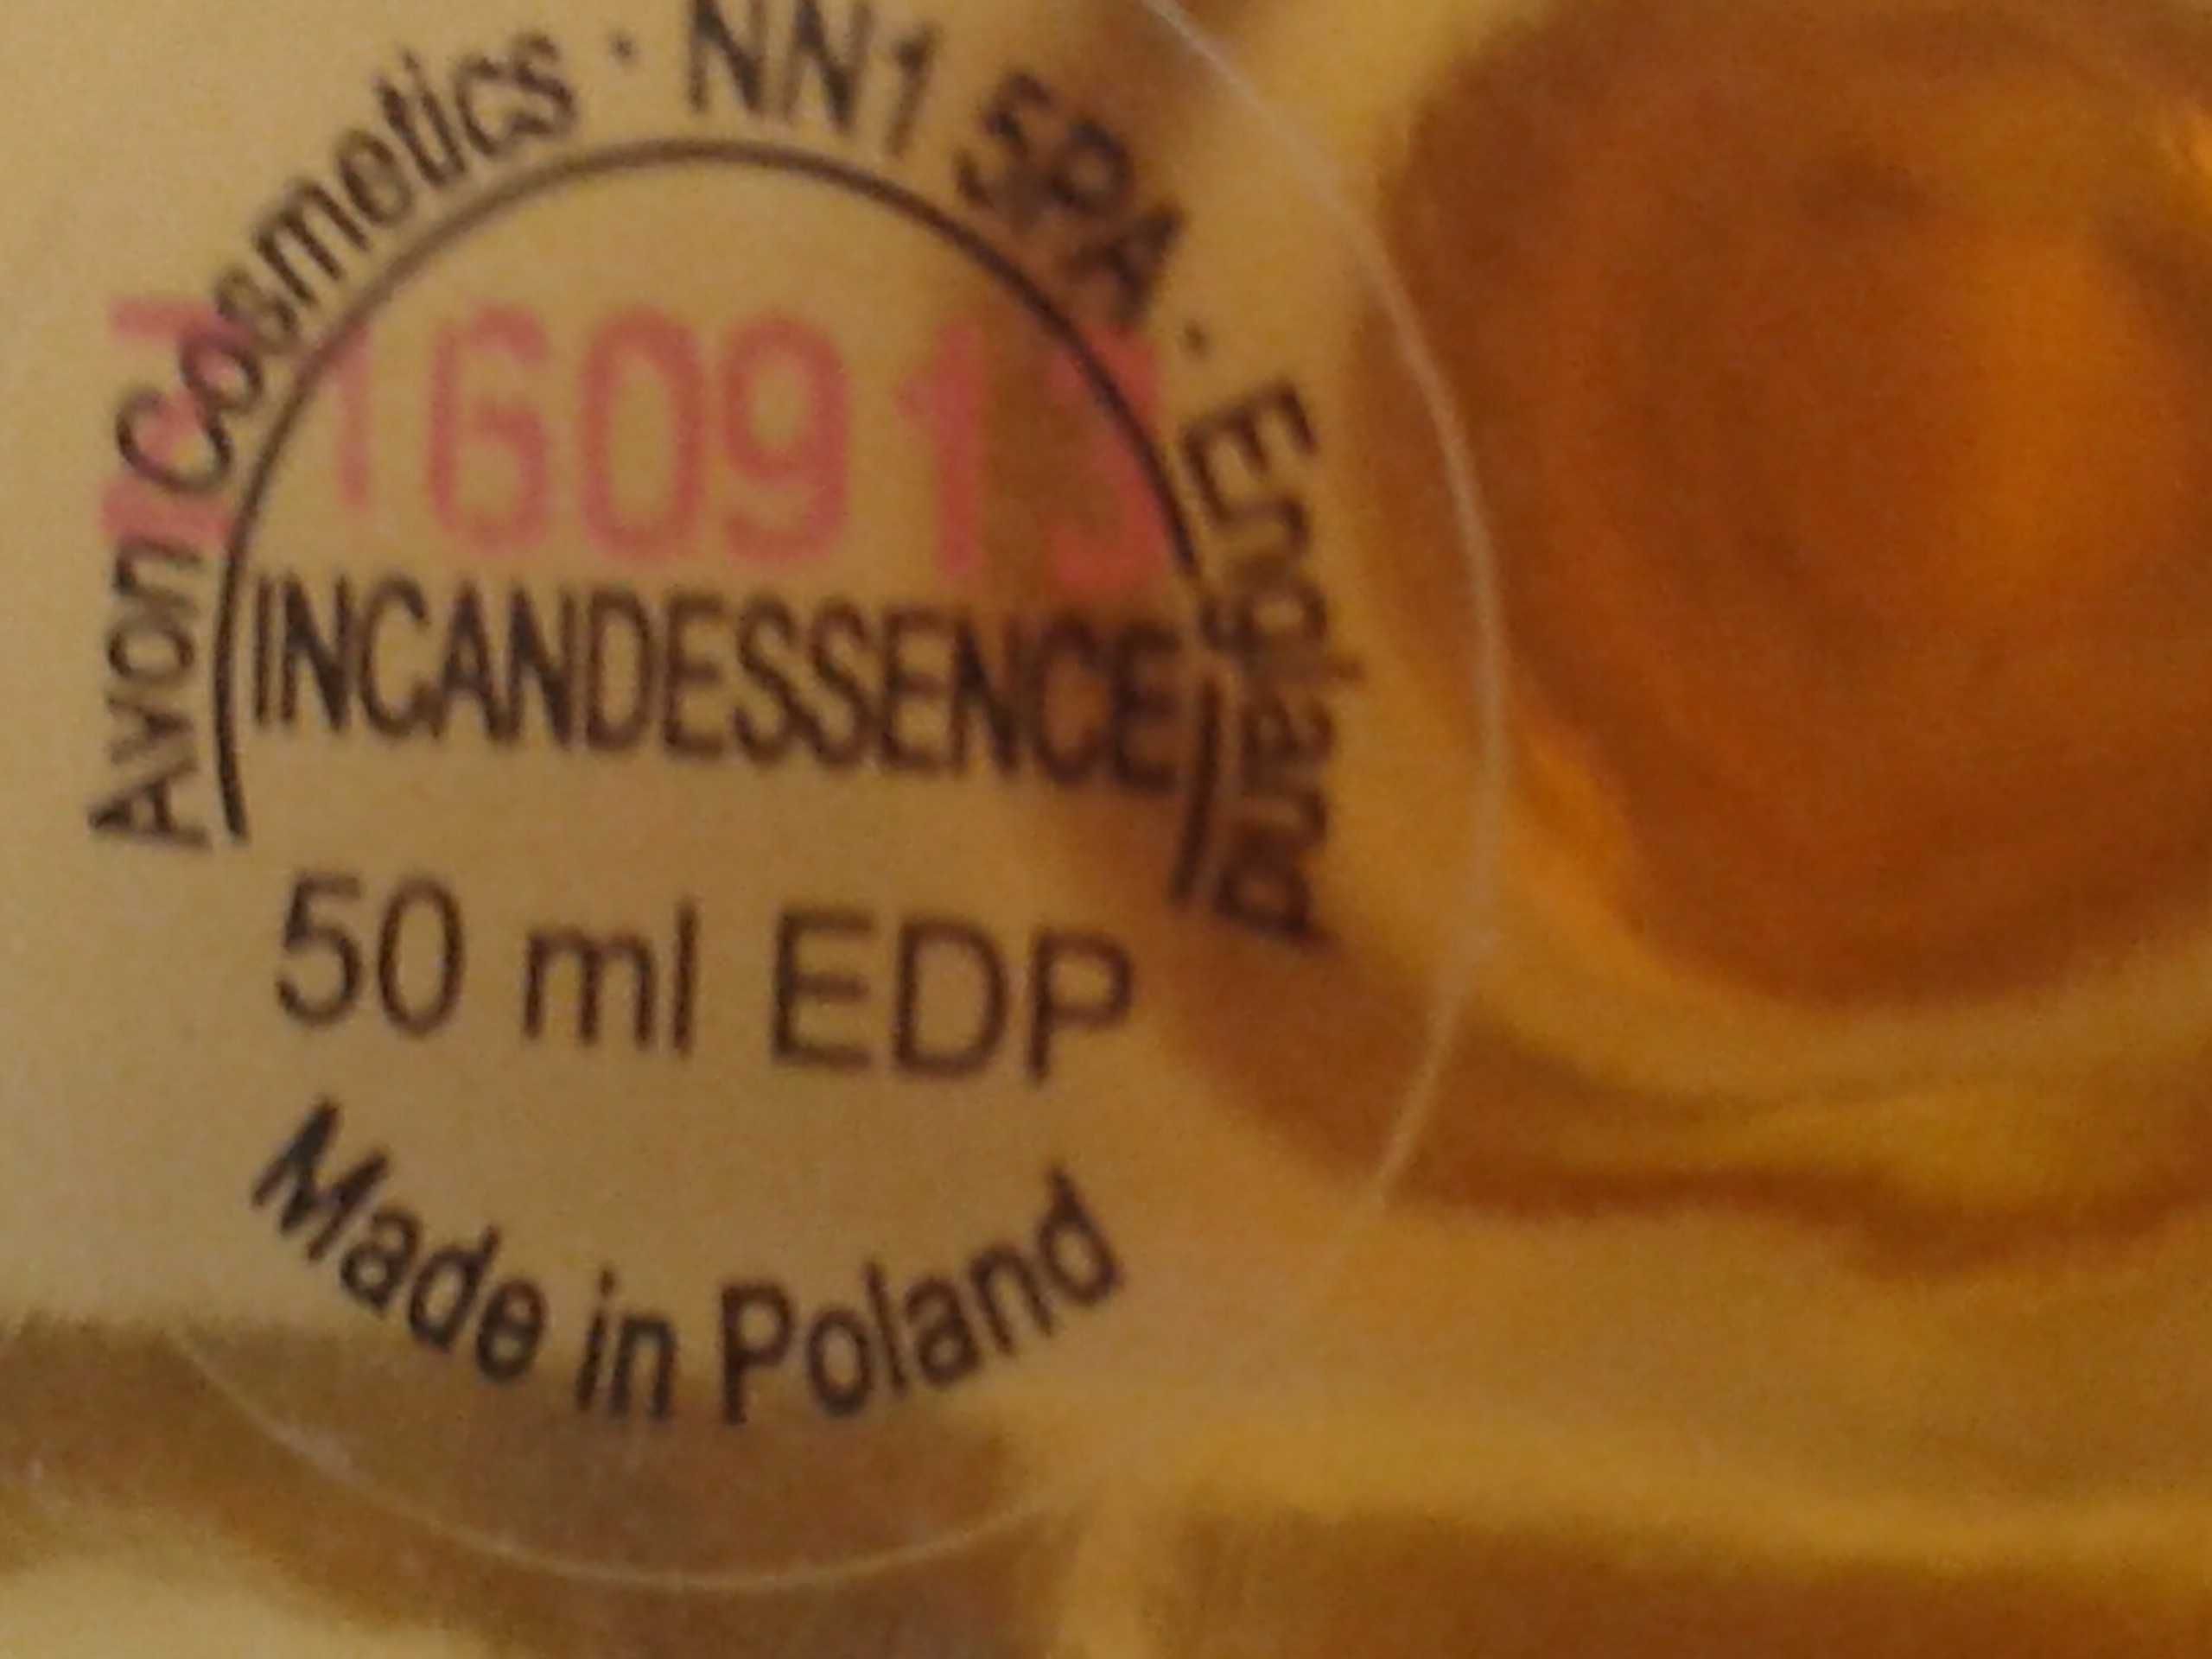 Avon Cosmetics · NN1 5PA · England
INCANDESSENCE
50 ml EDP
Made in Poland